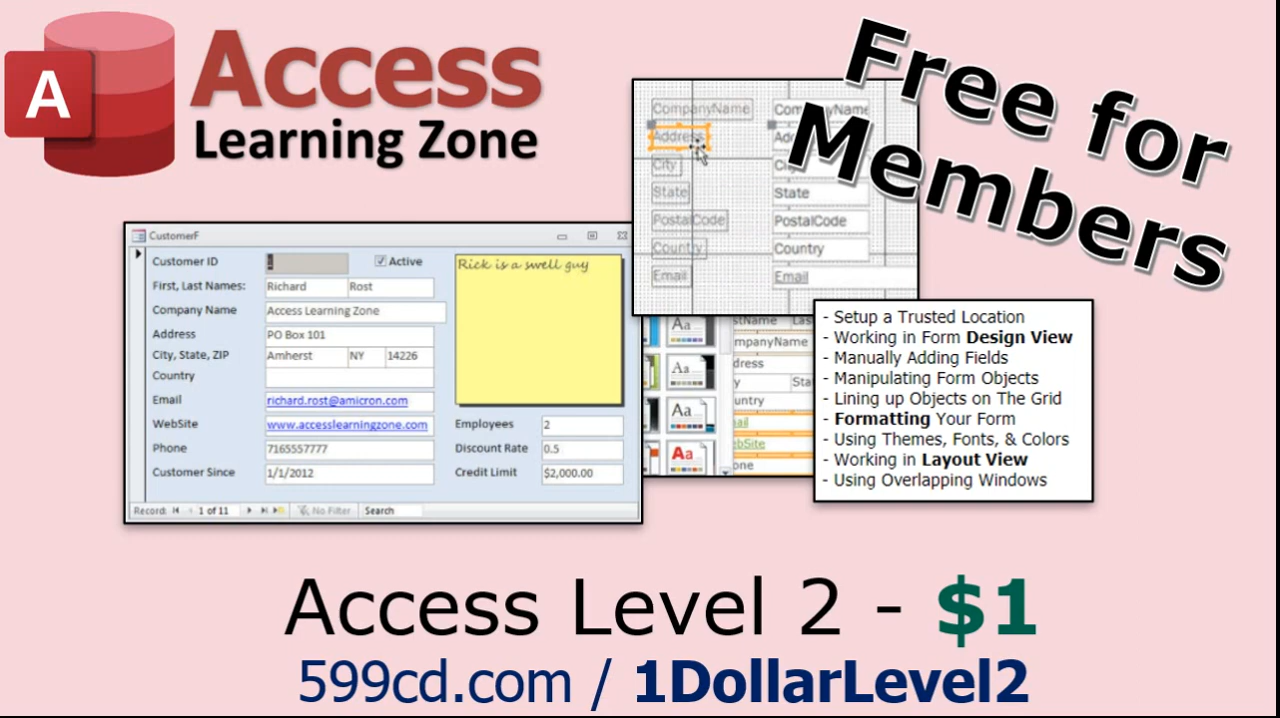 A
Access
Learning Zone
Free for
Members
CompanyName CompanyName
Address
City
State State
PostalCode PostalCode
Country Country
Email Email
CustomerF
Customer ID Active
First, Last Names: Richard Rost
Company Name Access Learning Zone
Address PO Box 101
City, State, ZIP Amherst NY 14226
Country
Email richard.rost@amicron.com
WebSite www.accesslearningzone.com
Phone 7165557777
Customer Since 1/1/2012
Rick is a swell guy
Employees 2
Discount Rate 0.5
Credit Limit $2,000.00
Record: 1 of 11 No Filter Search
Aa
Aa
Aa
Aa
- Setup a Trusted Location
- Working in Form Design View
- Manually Adding Fields
- Manipulating Form Objects
- Lining up Objects on The Grid
- Formatting Your Form
- Using Themes, Fonts, & Colors
- Working in Layout View
- Using Overlapping Windows
Access Level 2 - $1
599cd.com / 1DollarLevel2